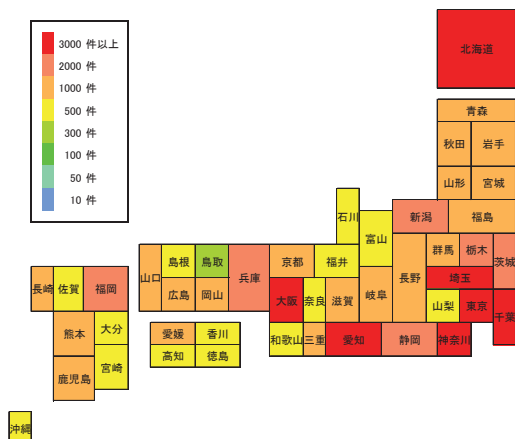 3000 件以上
2000 件
1000 件
500 件
300 件
100 件
50 件
10 件
北海道
青森
秋田 岩手
山形 宮城
石川 新潟 福島
富山
島根 鳥取 兵庫 京都 福井 長野 群馬 栃木 茨城
山口
長崎 佐賀 福岡 広島 岡山 大阪 奈良 滋賀 岐阜 埼玉
山梨 東京 千葉
熊本 大分 愛媛 香川 和歌山 三重 愛知 静岡 神奈川
高知 徳島
鹿児島 宮崎
沖縄